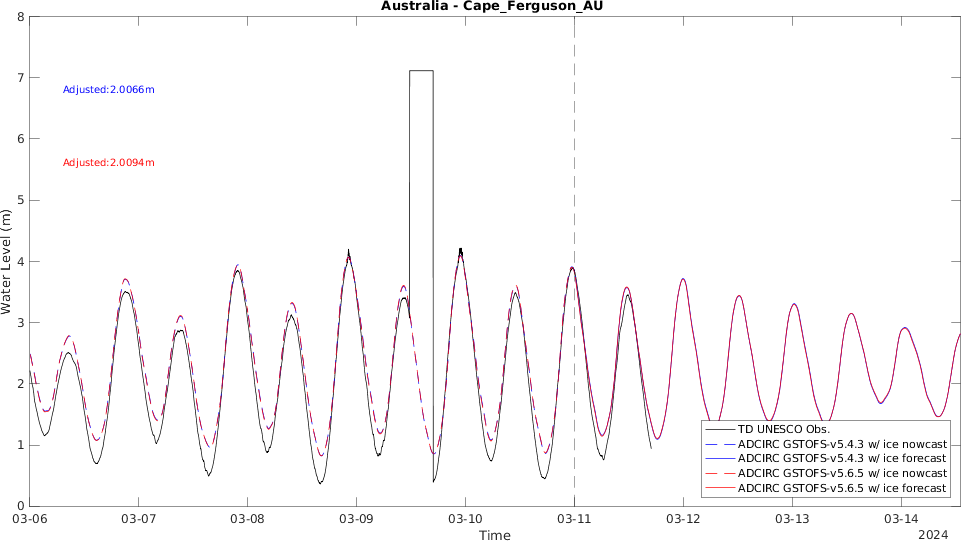 Australia - Cape_Ferguson_AU
8
7
6
5
4
3
2
1
0
Water Level (m)
Adjusted:2.0066m
Adjusted:2.0094m
TD UNESCO Obs.
ADCIRC GSTOFS-v5.4.3 w/ ice nowcast
ADCIRC GSTOFS-v5.4.3 w/ ice forecast
ADCIRC GSTOFS-v5.6.5 w/ ice nowcast
ADCIRC GSTOFS-v5.6.5 w/ ice forecast
03-06 03-07 03-08 03-09 03-10 03-11 03-12 03-13 03-14
Time
2024